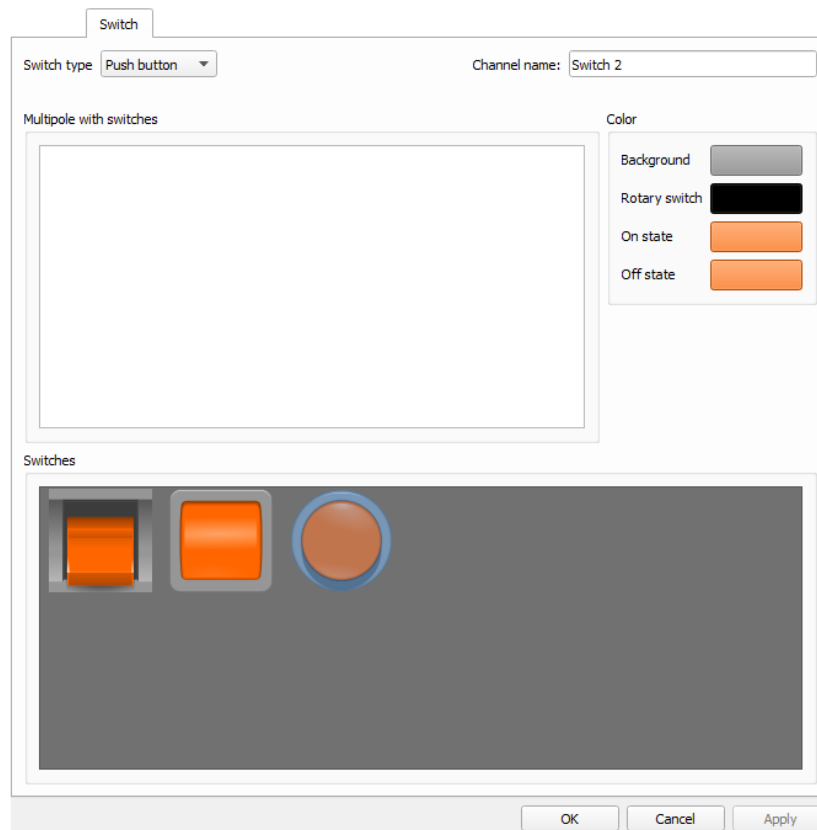 Switch
Switch type Push button Channel name: Switch 2
Multipole with switches Color
Background
Rotary switch
On state
Off state
Switches
OK Cancel Apply